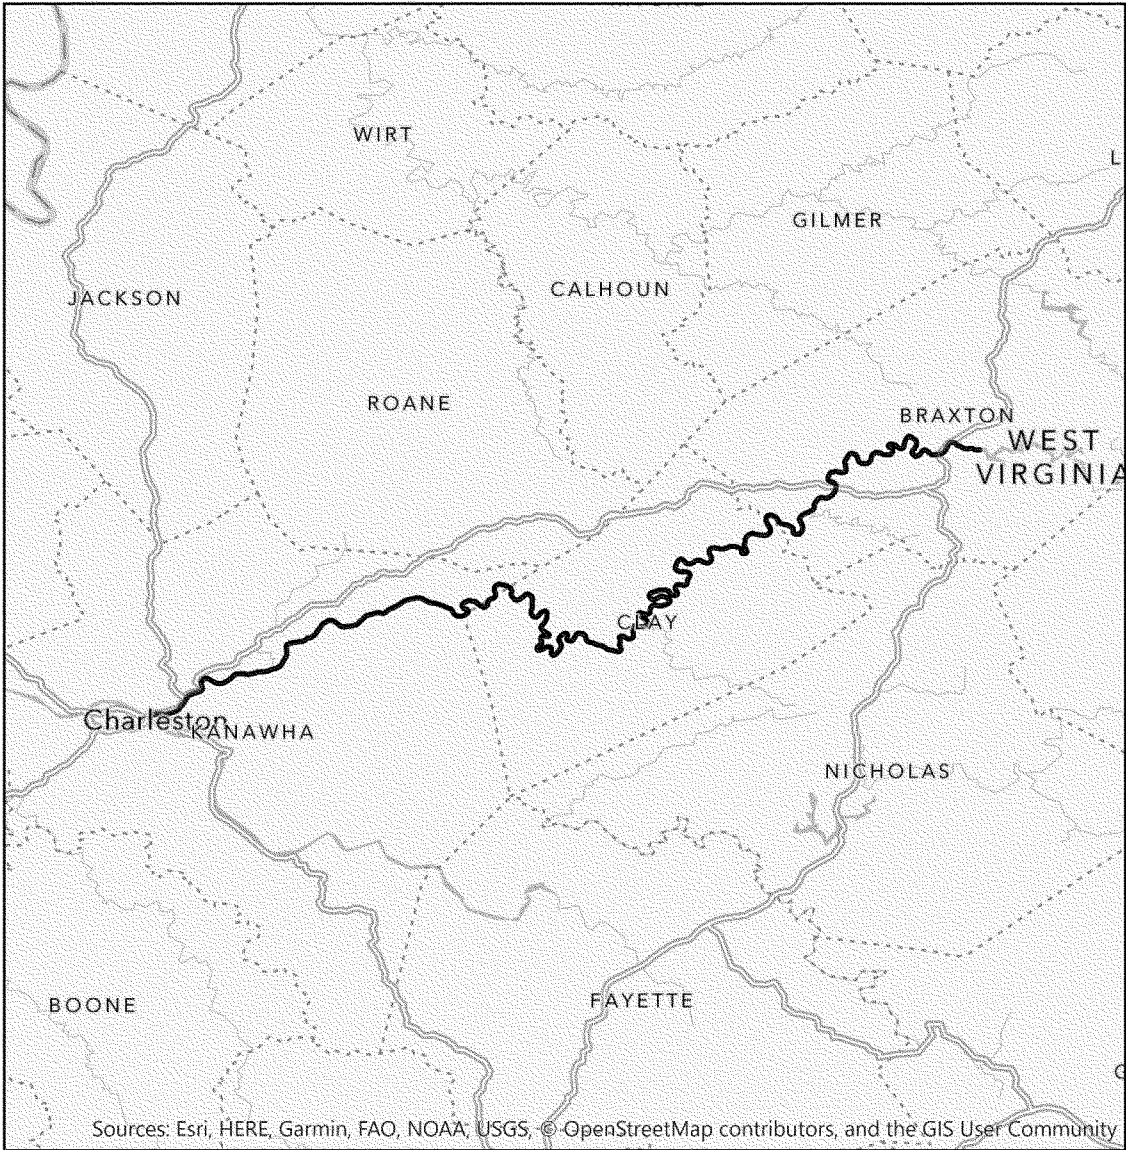 WIRT
L
GILMER
CALHOUN
JACKSON
ROANE
BRAXTON
WEST
VIRGINIA
CLAY
Charleston
KANAWHA
NICHOLAS
FAYETTE
BOONE
G
Sources: Esri, HERE, Garmin, FAO, NOAA, USGS, © OpenStreetMap contributors, and the GIS User Community